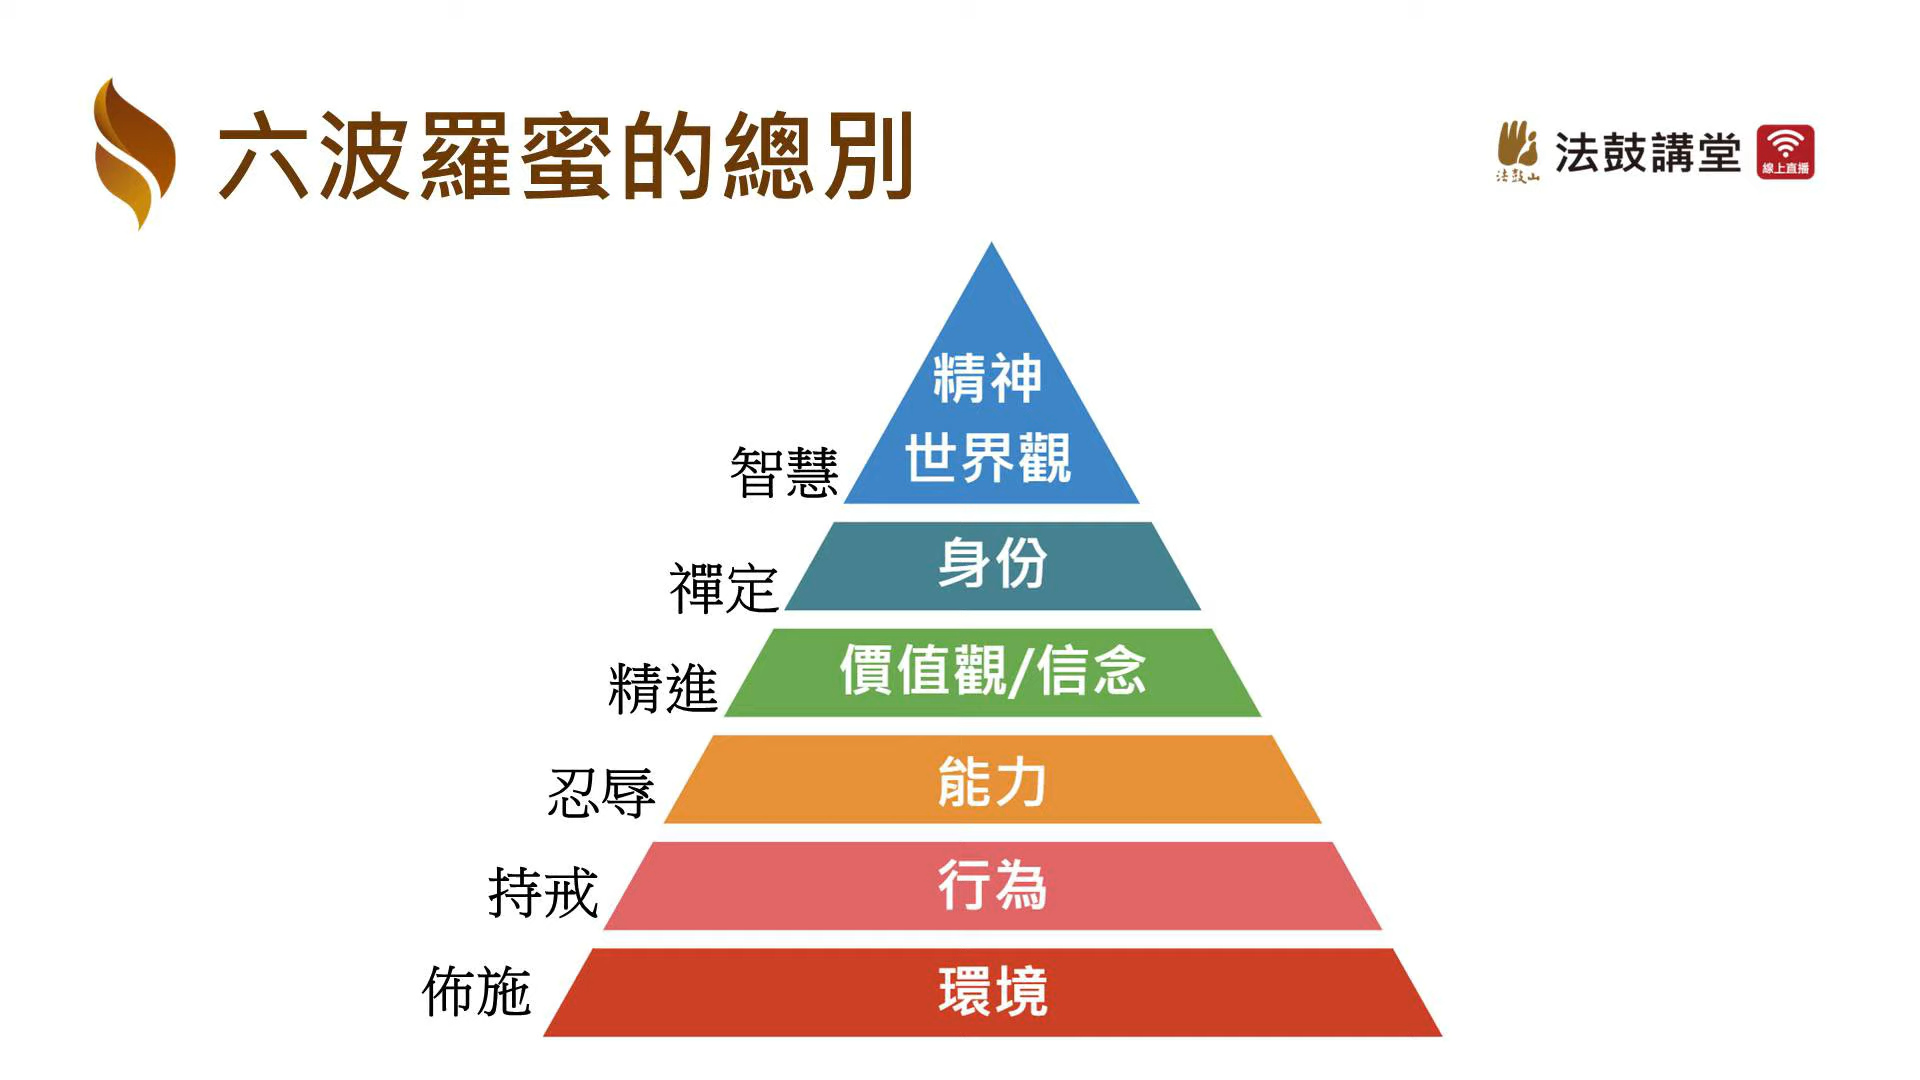 六波羅蜜的總別
法鼓山
法鼓講堂
線上直播
精神
世界觀
智慧
身份
禪定
價值觀/信念
精進
能力
忍辱
行為
持戒
環境
佈施